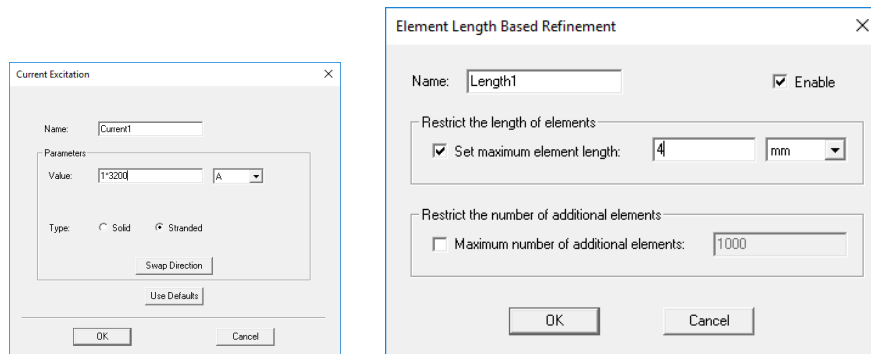 Current Excitation
Name: Current1
Parameters
Value: 1*3200 A
Type: Solid Stranded
Swap Direction
Use Defaults
OK Cancel
Element Length Based Refinement
Name: Length1 Enable
Restrict the length of elements
Set maximum element length: 4 mm
Restrict the number of additional elements
Maximum number of additional elements: 1000
OK Cancel